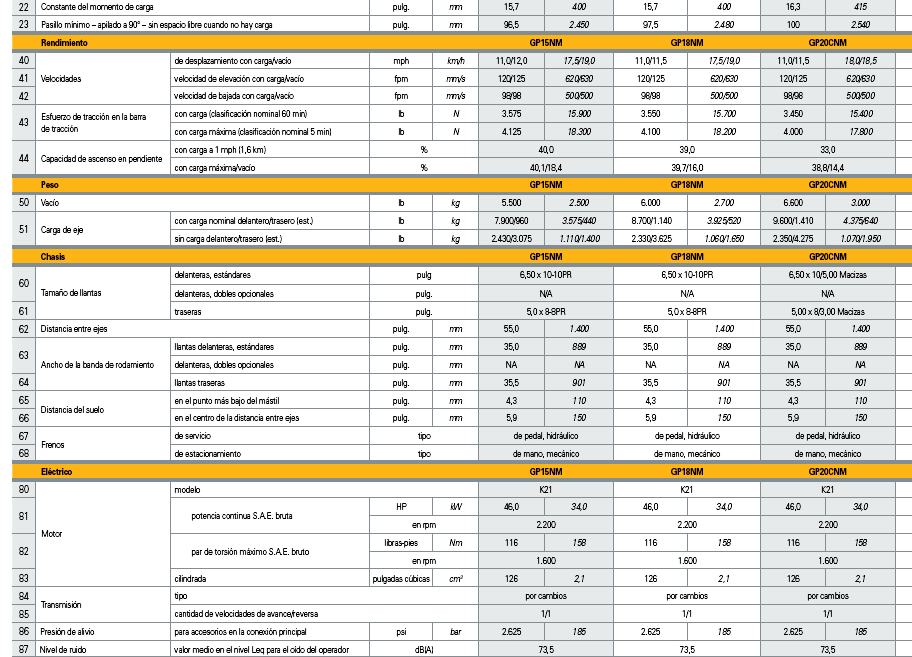 22 Constante del momento de carga pulg. mm 15,7 400 15,7 400 16,3 415
23 Pasillo mínimo – apilado a 90° – sin espacio libre cuando no hay carga pulg. mm 96,5 2.450 97,5 2.480 100 2.540
Rendimiento GP15NM GP18NM GP20CNM
40 Velocidades de desplazamiento con carga/vacío mph km/h 11,0/12,0 17,5/19,0 11,0/11,5 17,5/19,0 11,0/11,5 18,0/18,5
41 velocidad de elevación con carga/vacío fpm mm/s 120/125 620/630 120/125 620/630 120/125 620/630
42 velocidad de bajada con carga/vacío fpm mm/s 98/98 500/500 98/98 500/500 98/98 500/500
43 Esfuerzo de tracción en la barra de tracción con carga (clasificación nominal 60 min) lb N 3.575 15.900 3.550 15.700 3.450 15.400
con carga máxima (clasificación nominal 5 min) lb N 4.125 18.300 4.100 18.200 4.000 17.800
44 Capacidad de ascenso en pendiente con carga a 1 mph (1,6 km) % 40,0 39,0 33,0
con carga máxima/vacío % 40,1/18,4 39,7/16,0 38,8/14,4
Peso GP15NM GP18NM GP20CNM
50 Vacío lb kg 5.500 2.500 6.000 2.700 6.600 3.000
51 Carga de eje con carga nominal delantero/trasero (est.) lb kg 7.900/960 3.575/440 8.700/1.140 3.925/520 9.600/1.410 4.375/640
sin carga delantero/trasero (est.) lb kg 2.430/3.075 1.110/1.400 2.330/3.625 1.060/1.650 2.350/4.275 1.070/1.950
Chasis GP15NM GP18NM GP20CNM
60 Tamaño de llantas delanteras, estándares pulg 6,50 x 10-10PR 6,50 x 10-10PR 6,50 x 10/5,00 Macizas
delanteras, dobles opcionales pulg. N/A N/A N/A
61 traseras pulg. 5,0 x 8-8PR 5,0 x 8-8PR 5,00 x 8/3,00 Macizas
62 Distancia entre ejes pulg. mm 55,0 1.400 55,0 1.400 55,0 1.400
63 Ancho de la banda de rodamiento llantas delanteras, estándares pulg. mm 35,0 889 35,0 889 35,0 889
delanteras, dobles opcionales pulg. mm NA NA NA NA NA NA
64 llantas traseras pulg. mm 35,5 901 35,5 901 35,5 901
65 Distancia del suelo en el punto más bajo del mástil pulg. mm 4,3 110 4,3 110 4,3 110
66 en el centro de la distancia entre ejes pulg. mm 5,9 150 5,9 150 5,9 150
67 Frenos de servicio tipo de pedal, hidráulico de pedal, hidráulico de pedal, hidráulico
68 de estacionamiento tipo de mano, mecánico de mano, mecánico de mano, mecánico
Eléctrico GP15NM GP18NM GP20CNM
80 Motor modelo K21 K21 K21
81 potencia continua S.A.E. bruta HP kW 46,0 34,0 46,0 34,0 46,0 34,0
en rpm 2.200 2.200 2.200
82 par de torsión máximo S.A.E. bruto libras-pies Nm 116 158 116 158 116 158
en rpm 1.600 1.600 1.600
83 cilindrada pulgadas cúbicas cm³ 126 2,1 126 2,1 126 2,1
84 Transmisión tipo por cambios por cambios por cambios
85 cantidad de velocidades de avance/reversa 1/1 1/1 1/1
86 Presión de alivio para accesorios en la conexión principal psi bar 2.625 185 2.625 185 2.625 185
87 Nivel de ruido valor medio en el nivel Leq para el oído del operador dB(A) 73,5 73,5 73,5